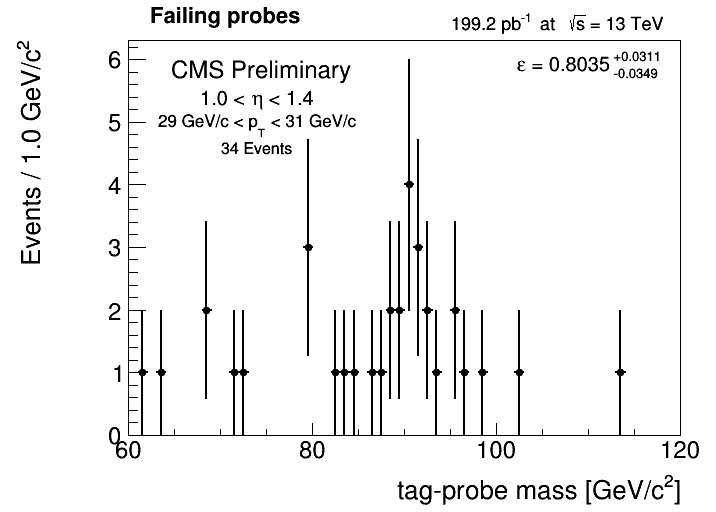 Failing probes
199.2 pb⁻¹ at √s = 13 TeV
CMS Preliminary
ε = 0.8035 +0.0311 -0.0349
1.0 < η < 1.4
29 GeV/c < p_T < 31 GeV/c
34 Events
Events / 1.0 GeV/c²
6
5
4
3
2
1
0
60 80 100 120
tag-probe mass [GeV/c²]